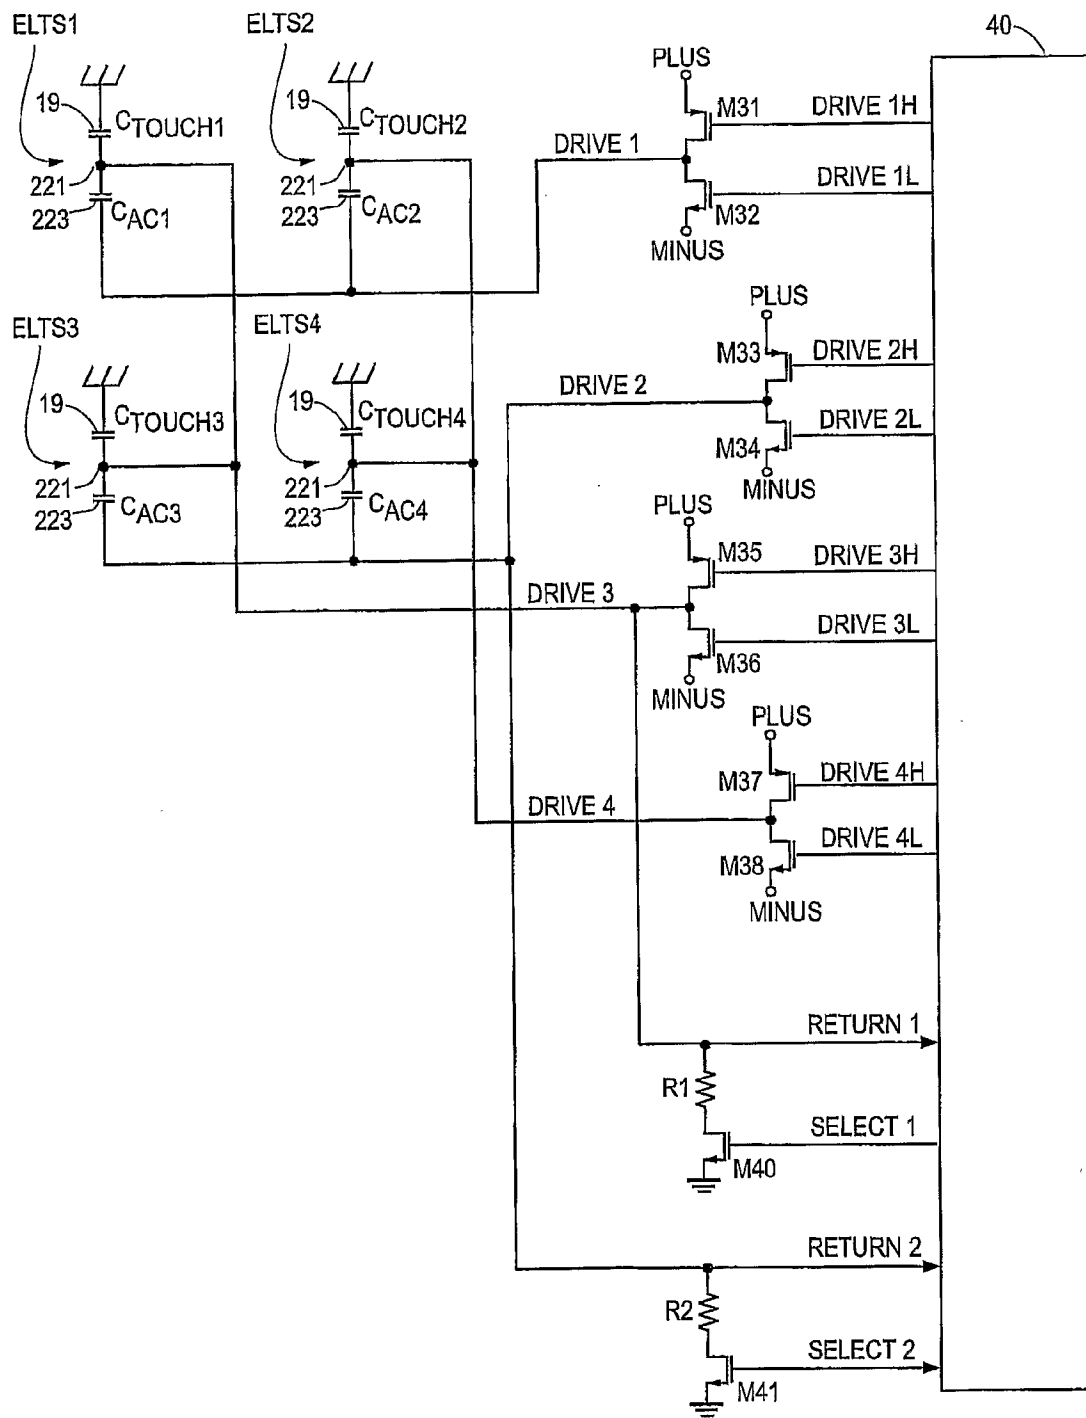 ELTS1
ELTS2
40
PLUS
19
CTOUCH1
19
CTOUCH2
M31
DRIVE 1H
DRIVE 1
221
223
CAC1
221
223
CAC2
DRIVE 1L
M32
MINUS
ELTS3
ELTS4
PLUS
M33
DRIVE 2H
19
CTOUCH3
19
CTOUCH4
DRIVE 2
DRIVE 2L
M34
MINUS
221
223
CAC3
221
223
CAC4
PLUS
M35
DRIVE 3H
DRIVE 3
DRIVE 3L
M36
MINUS
PLUS
M37
DRIVE 4H
DRIVE 4
DRIVE 4L
M38
MINUS
RETURN 1
R1
SELECT 1
M40
RETURN 2
R2
SELECT 2
M41